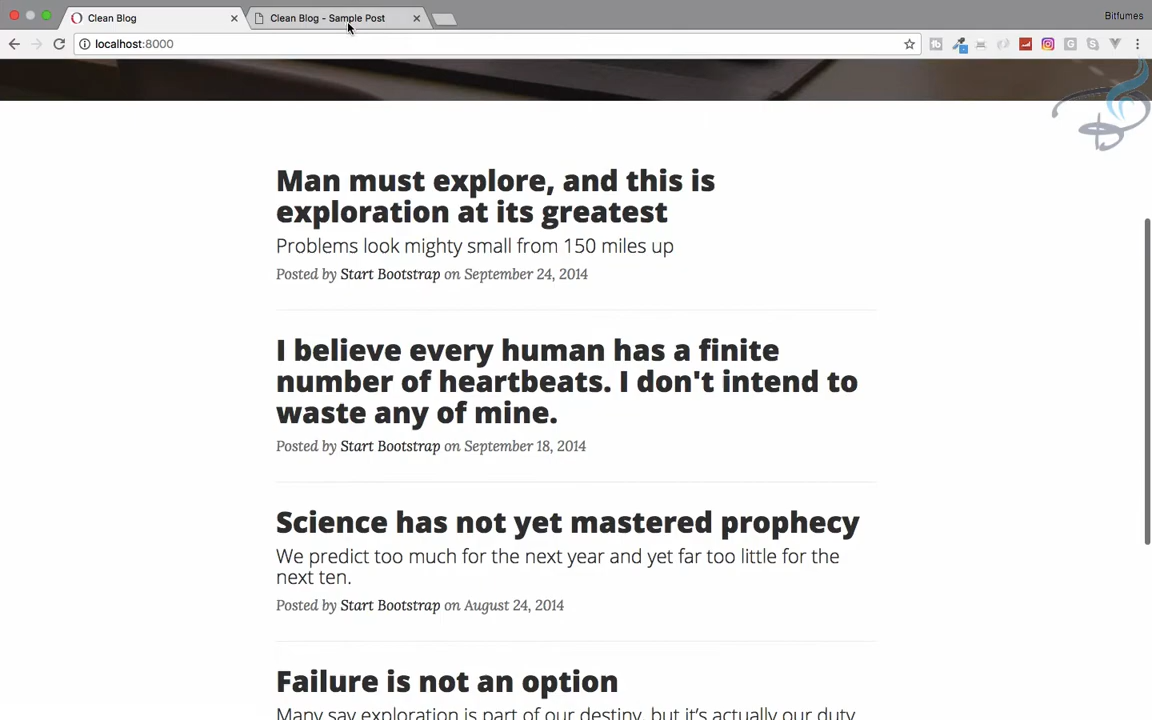 Clean Blog
Clean Blog - Sample Post
Bitfumes
localhost:8000
Man must explore, and this is
exploration at its greatest
Problems look mighty small from 150 miles up
Posted by Start Bootstrap on September 24, 2014
I believe every human has a finite
number of heartbeats. I don't intend to
waste any of mine.
Posted by Start Bootstrap on September 18, 2014
Science has not yet mastered prophecy
We predict too much for the next year and yet far too little for the
next ten.
Posted by Start Bootstrap on August 24, 2014
Failure is not an option
Many say exploration is part of our destiny, but it's actually our duty